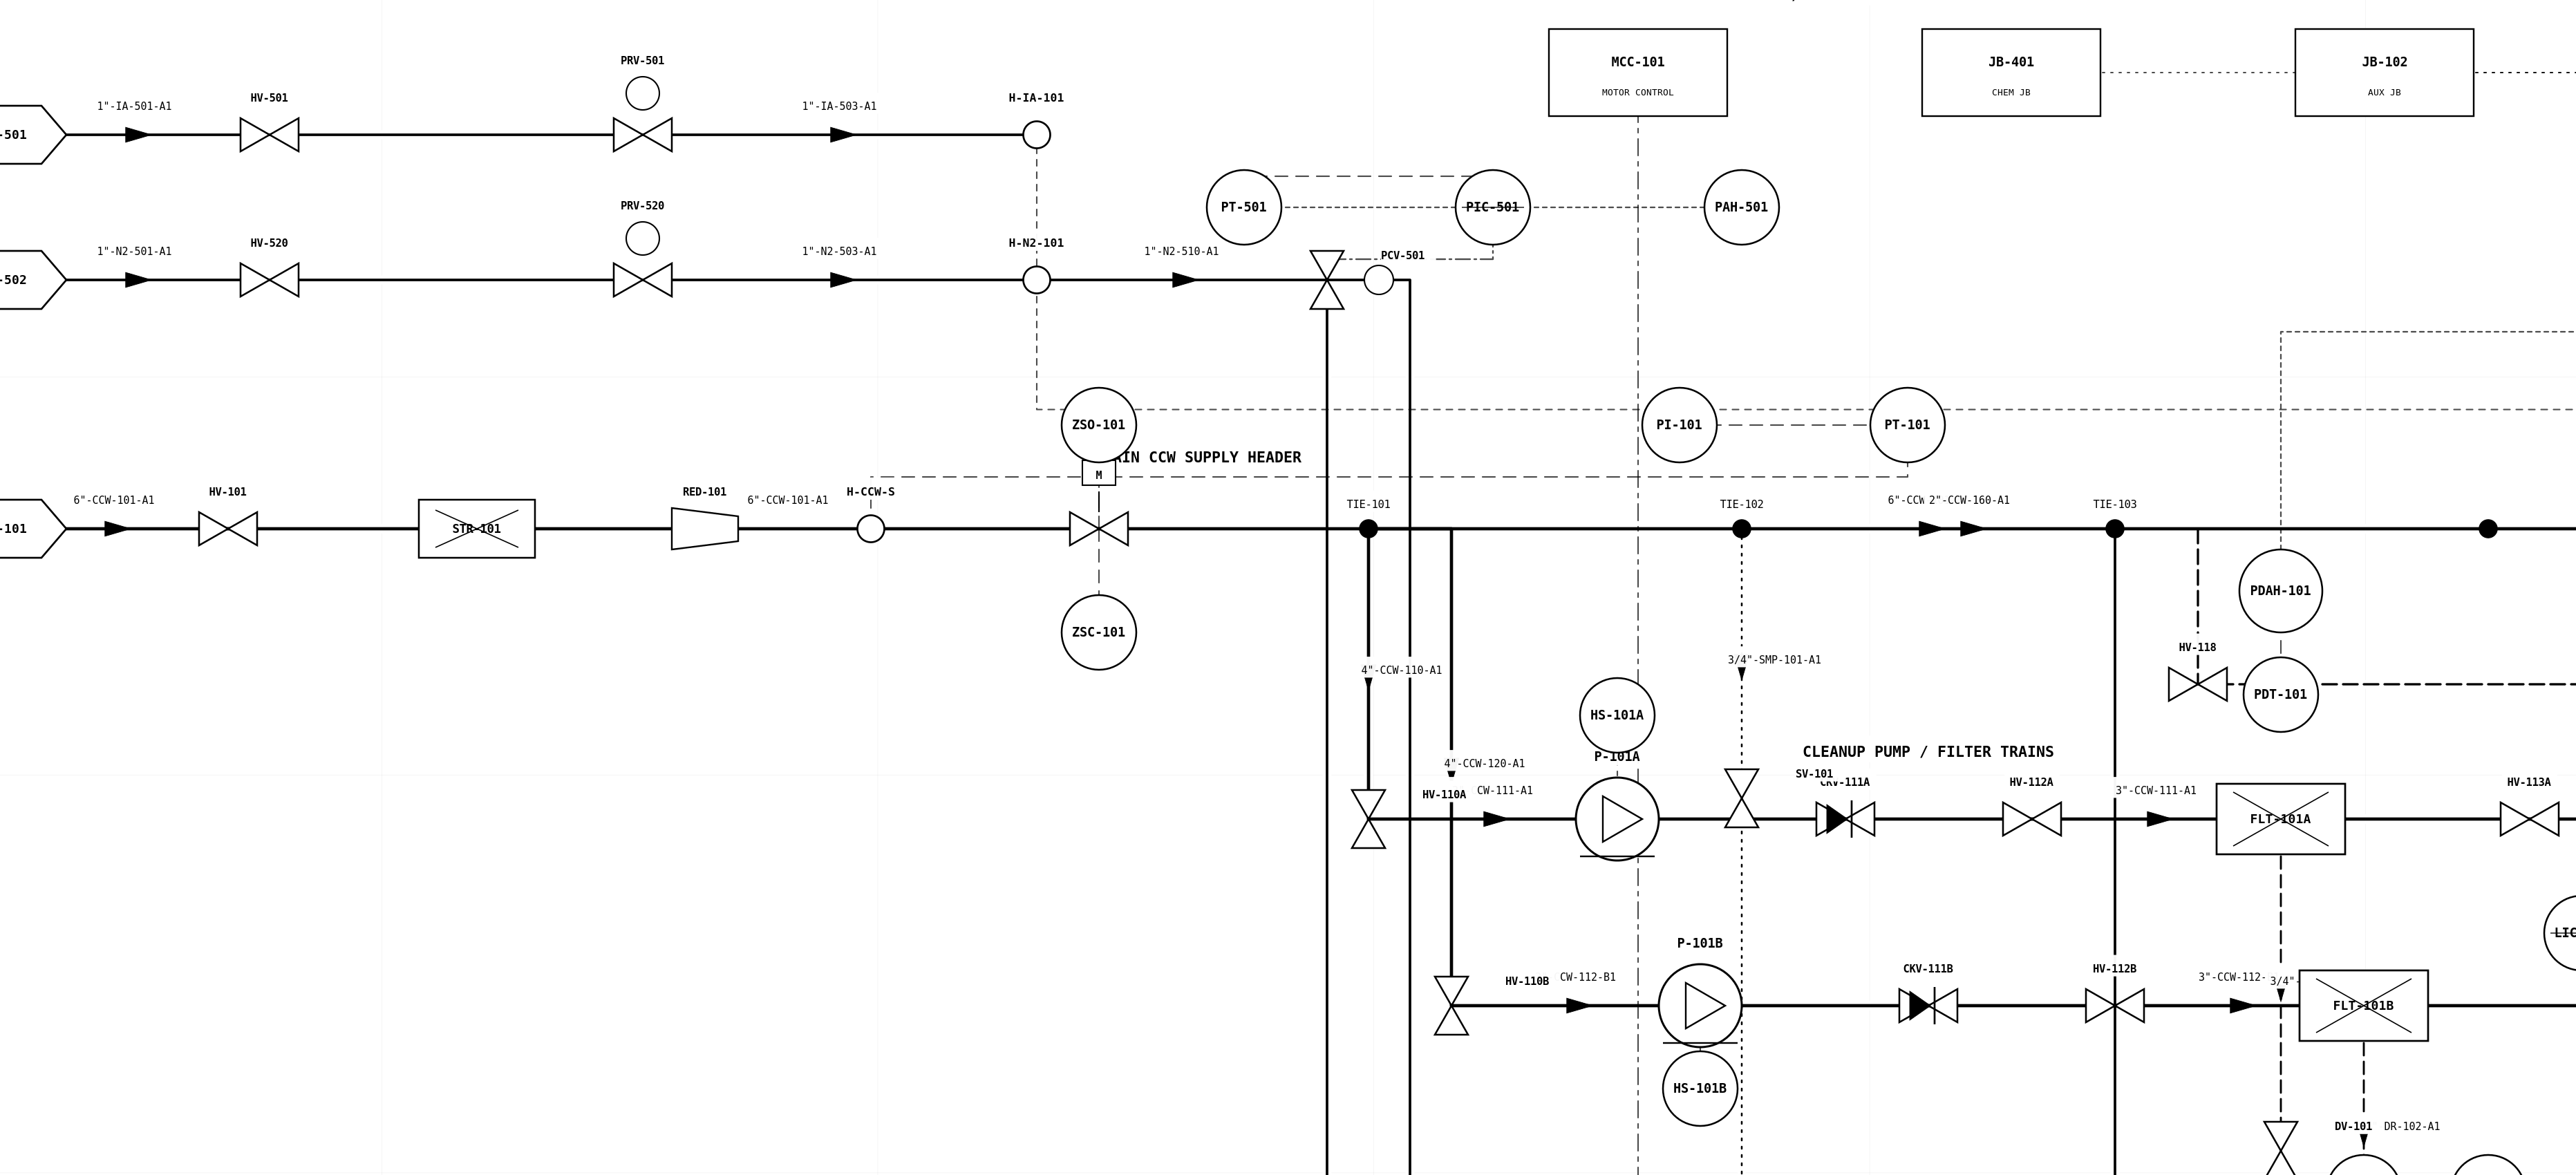 MCC-101
MOTOR CONTROL
JB-401
CHEM JB
JB-102
AUX JB
PRV-501
1"-IA-501-A1
HV-501
1"-IA-503-A1
H-IA-101
-501
PRV-520
PT-501
PIC-501
PAH-501
1"-N2-501-A1
HV-520
1"-N2-503-A1
H-N2-101
1"-N2-510-A1
PCV-501
-502
ZSO-101
PI-101
PT-101
AIN CCW SUPPLY HEADER
M
6"-CCW-101-A1
HV-101
RED-101
6"-CCW-101-A1
H-CCW-S
TIE-101
TIE-102
6"-CCW
2"-CCW-160-A1
TIE-103
-101
STR-101
PDAH-101
ZSC-101
HV-118
4"-CCW-110-A1
3/4"-SMP-101-A1
PDT-101
HS-101A
CLEANUP PUMP / FILTER TRAINS
P-101A
4"-CCW-120-A1
SV-101
CKV-111A
HV-112A
HV-113A
HV-110A
CW-111-A1
3"-CCW-111-A1
FLT-101A
LIC
P-101B
HV-110B
CW-112-B1
CKV-111B
HV-112B
3"-CCW-112-
3/4"-
FLT-101B
HS-101B
DV-101
DR-102-A1